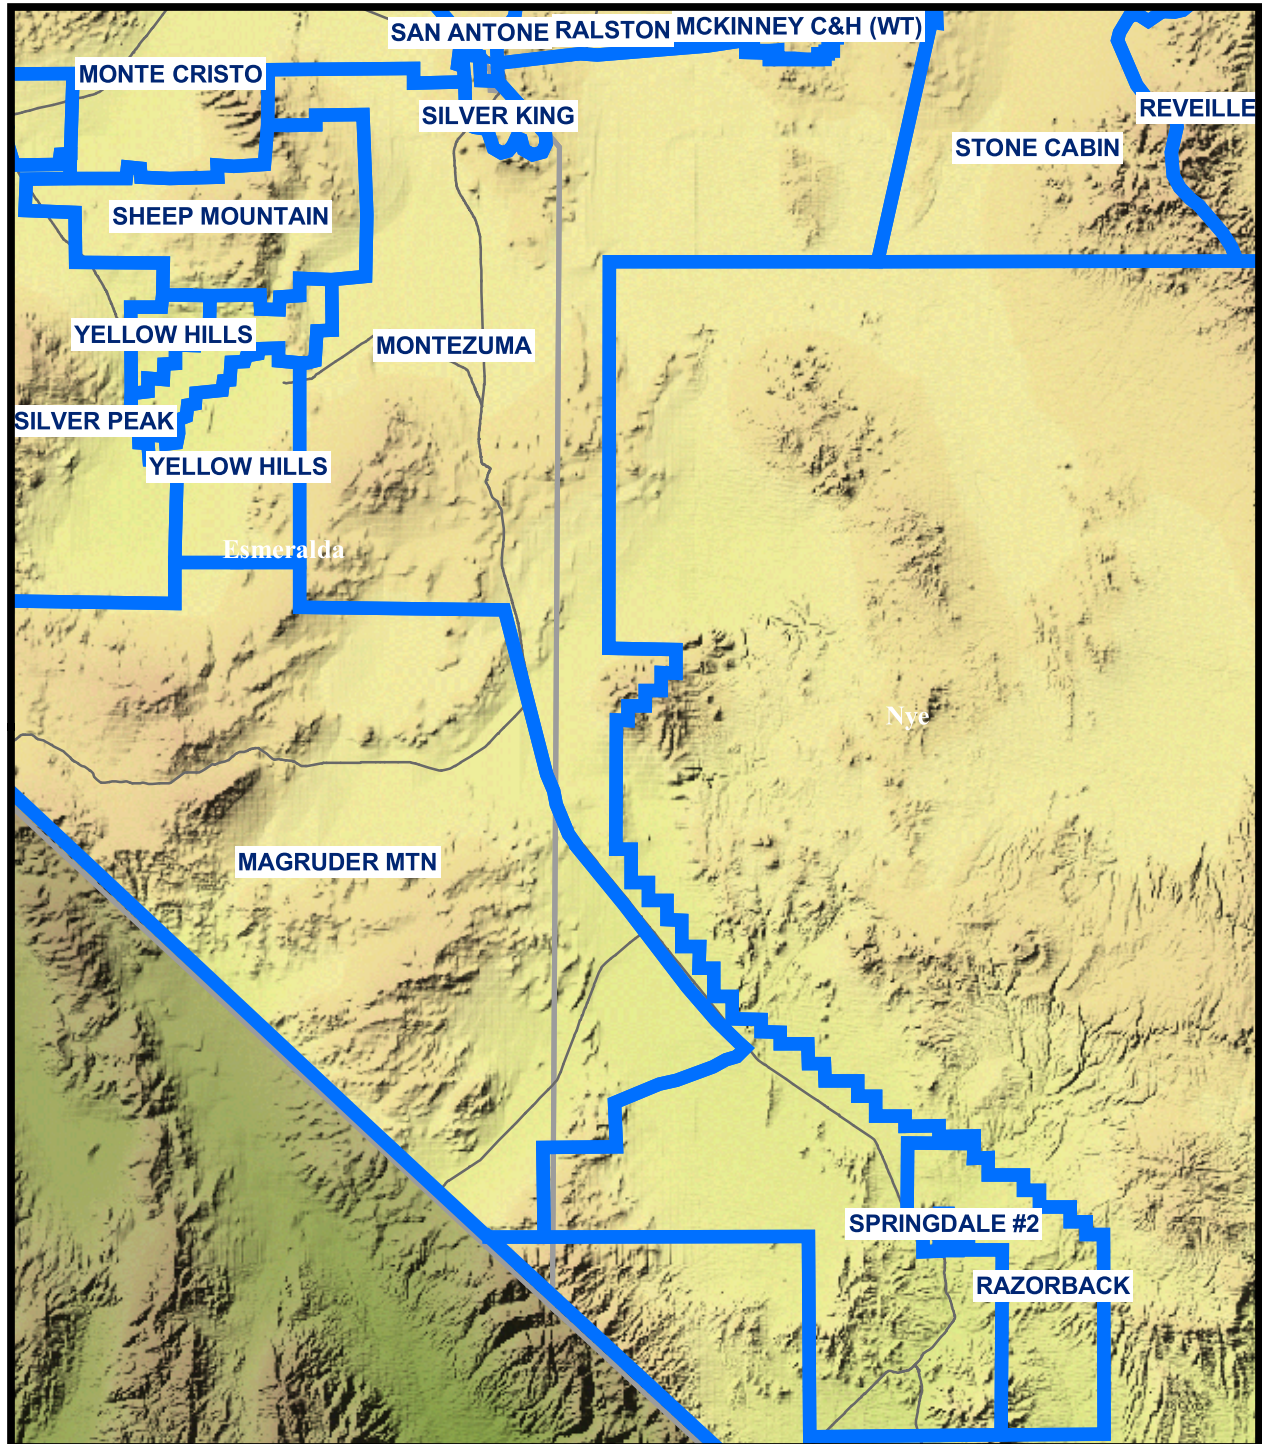 SAN ANTONE
RALSTON
MCKINNEY C&H (WT)
MONTE CRISTO
REVEILLE
SILVER KING
STONE CABIN
SHEEP MOUNTAIN
YELLOW HILLS
MONTEZUMA
SILVER PEAK
YELLOW HILLS
Esmeralda
Nye
MAGRUDER MTN
SPRINGDALE #2
RAZORBACK